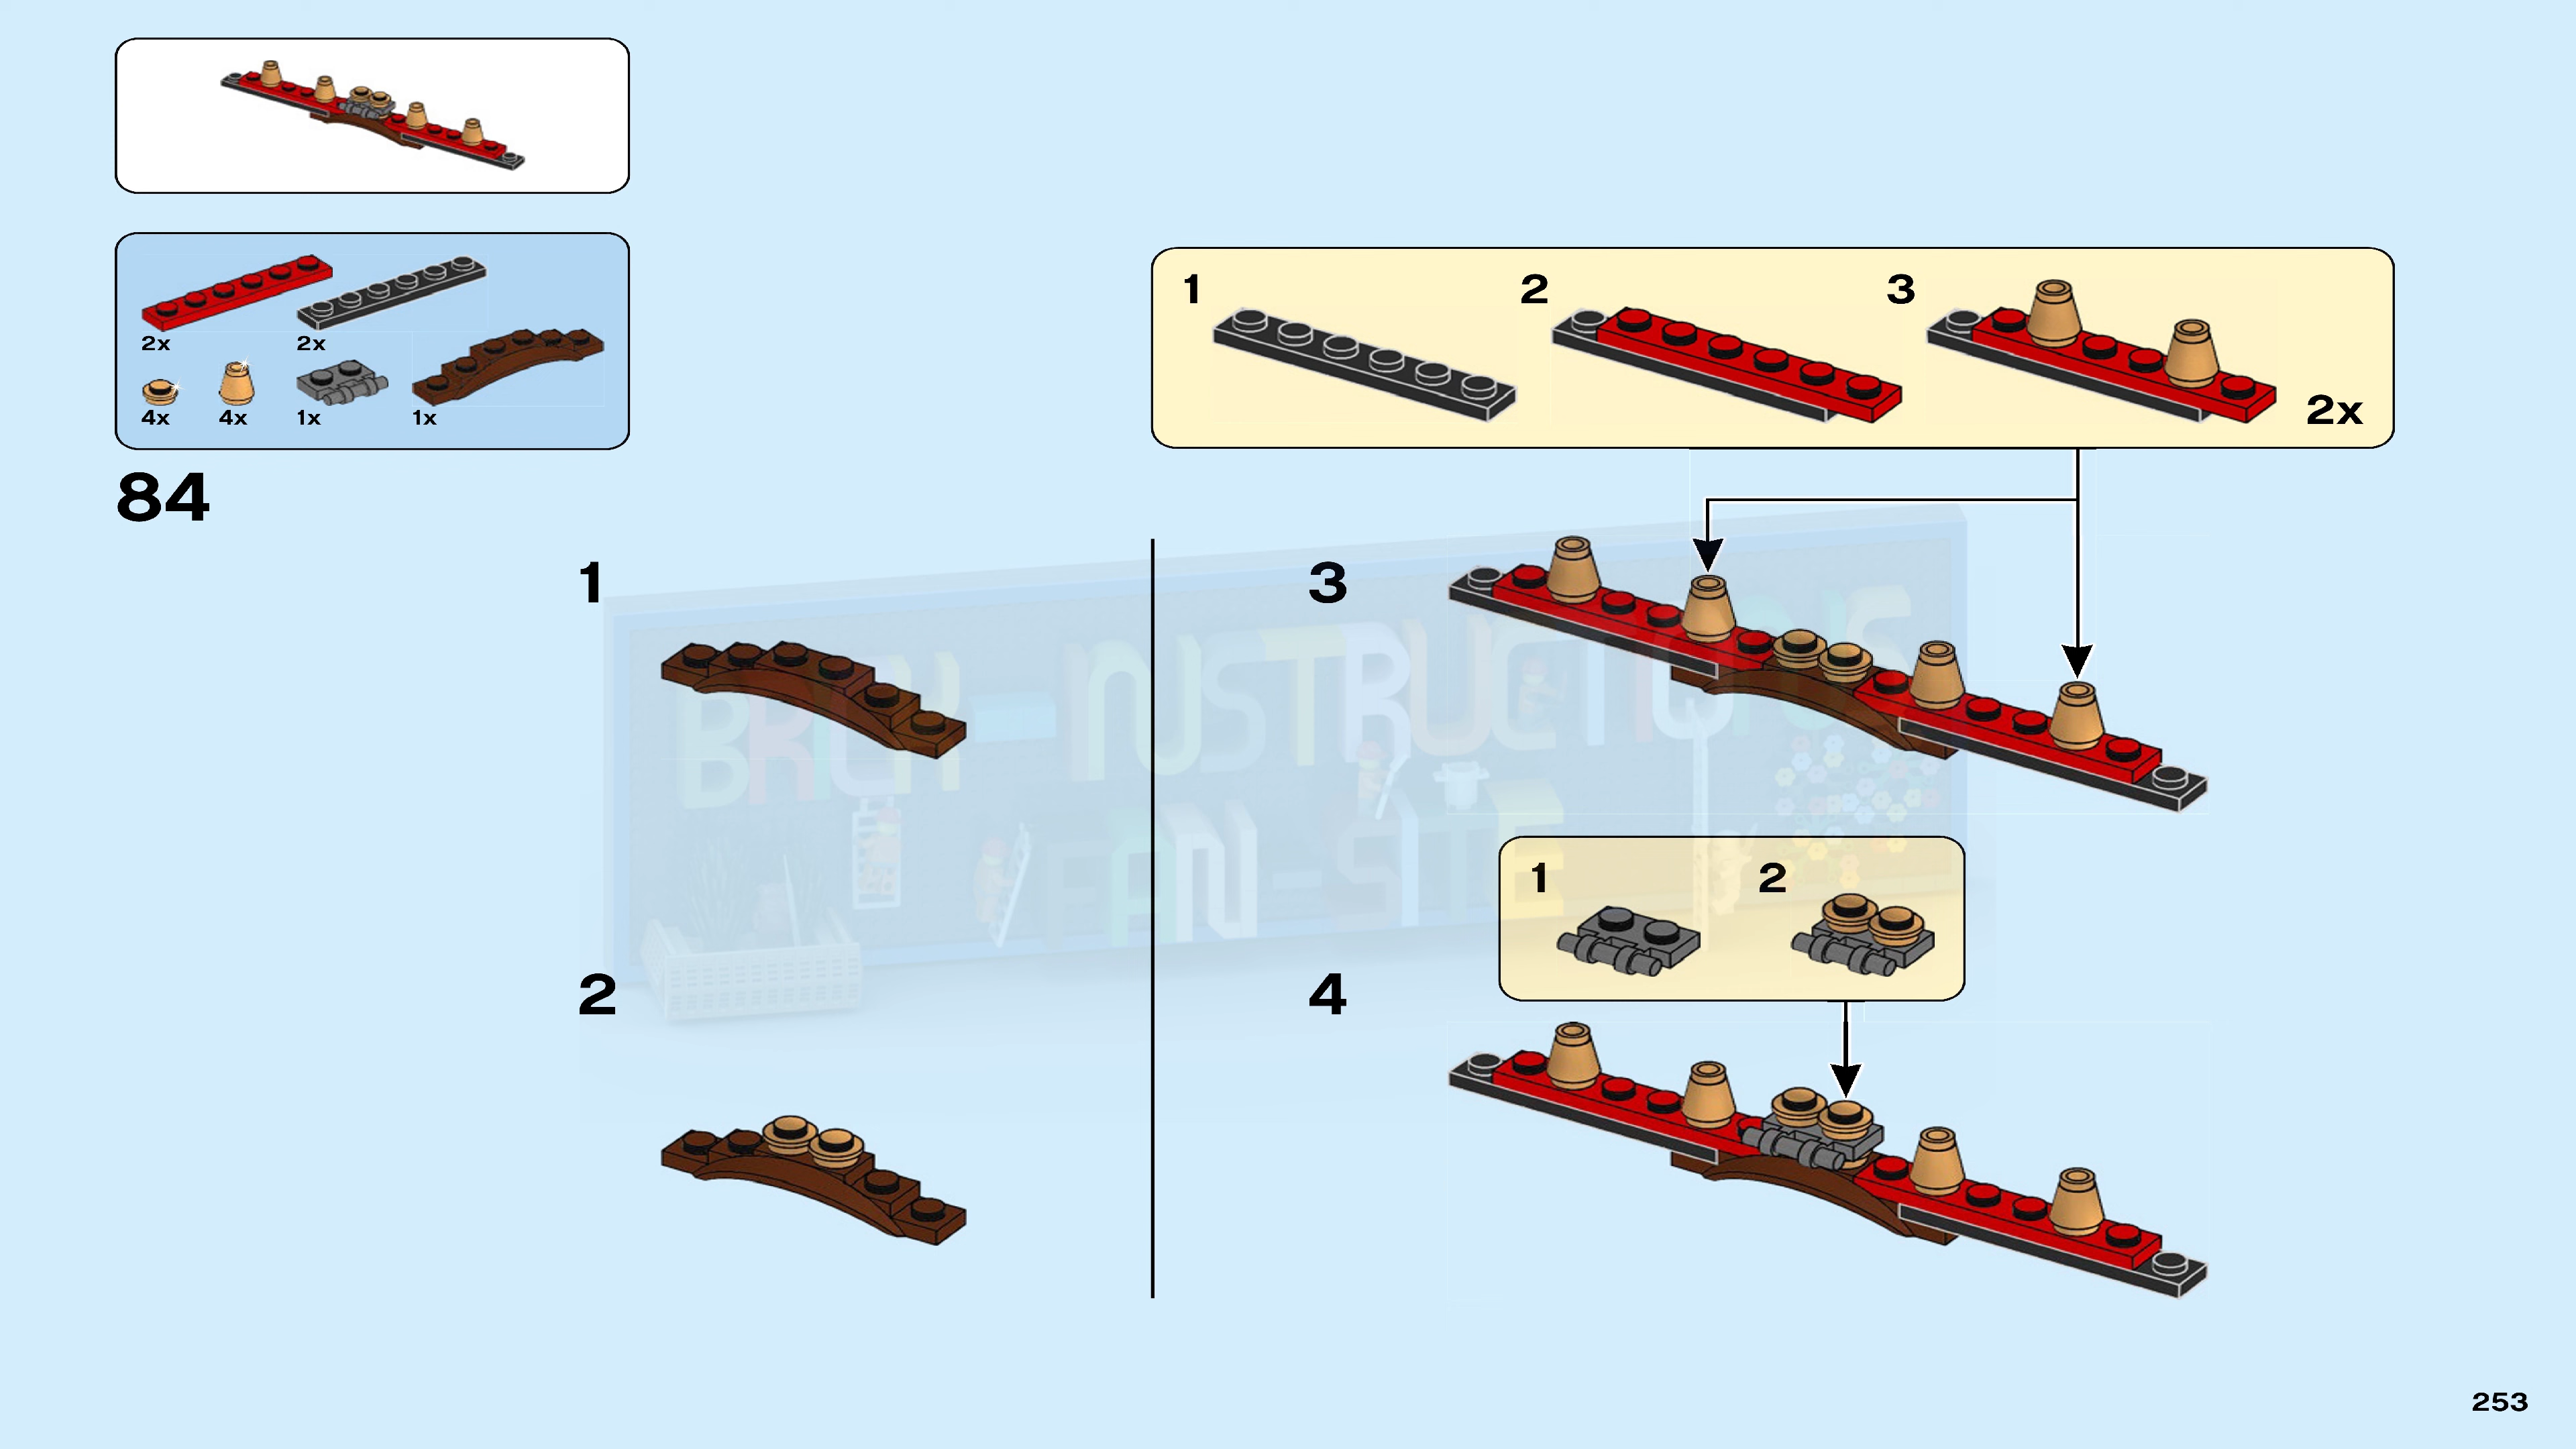 2x
2x
4x
4x
1x
1x
84
1
2
3
2x
1
3
1
2
2
4
BRICK-INSTRUCTIONS
FAN-SITE
253